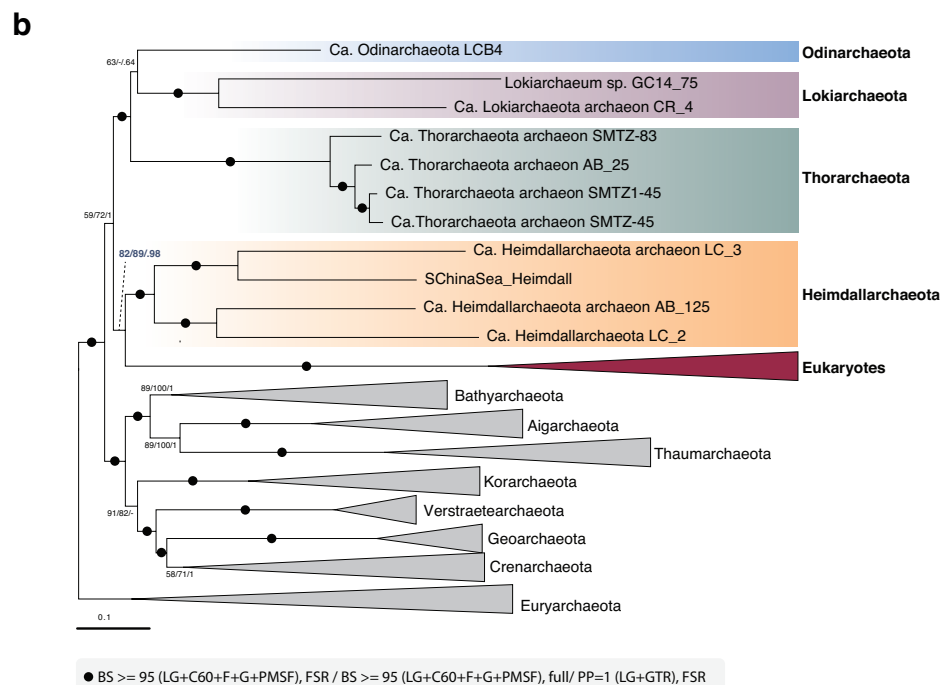 b
63/-/.64
Ca. Odinarchaeota LCB4
Odinarchaeota
Lokiarchaeum sp. GC14_75
Ca. Lokiarchaeota archaeon CR_4
Lokiarchaeota
Ca. Thorarchaeota archaeon SMTZ-83
Ca. Thorarchaeota archaeon AB_25
Ca. Thorarchaeota archaeon SMTZ1-45
Ca.Thorarchaeota archaeon SMTZ-45
Thorarchaeota
59/72/1
82/89/.98
Ca. Heimdallarchaeota archaeon LC_3
SChinaSea_Heimdall
Ca. Heimdallarchaeota archaeon AB_125
Ca. Heimdallarchaeota LC_2
Heimdallarchaeota
Eukaryotes
89/100/1
Bathyarchaeota
Aigarchaeota
89/100/1
Thaumarchaeota
Korarchaeota
91/82/-
Verstraetearchaeota
Geoarchaeota
58/71/1
Crenarchaeota
Euryarchaeota
0.1
● BS >= 95 (LG+C60+F+G+PMSF), FSR / BS >= 95 (LG+C60+F+G+PMSF), full/ PP=1 (LG+GTR), FSR